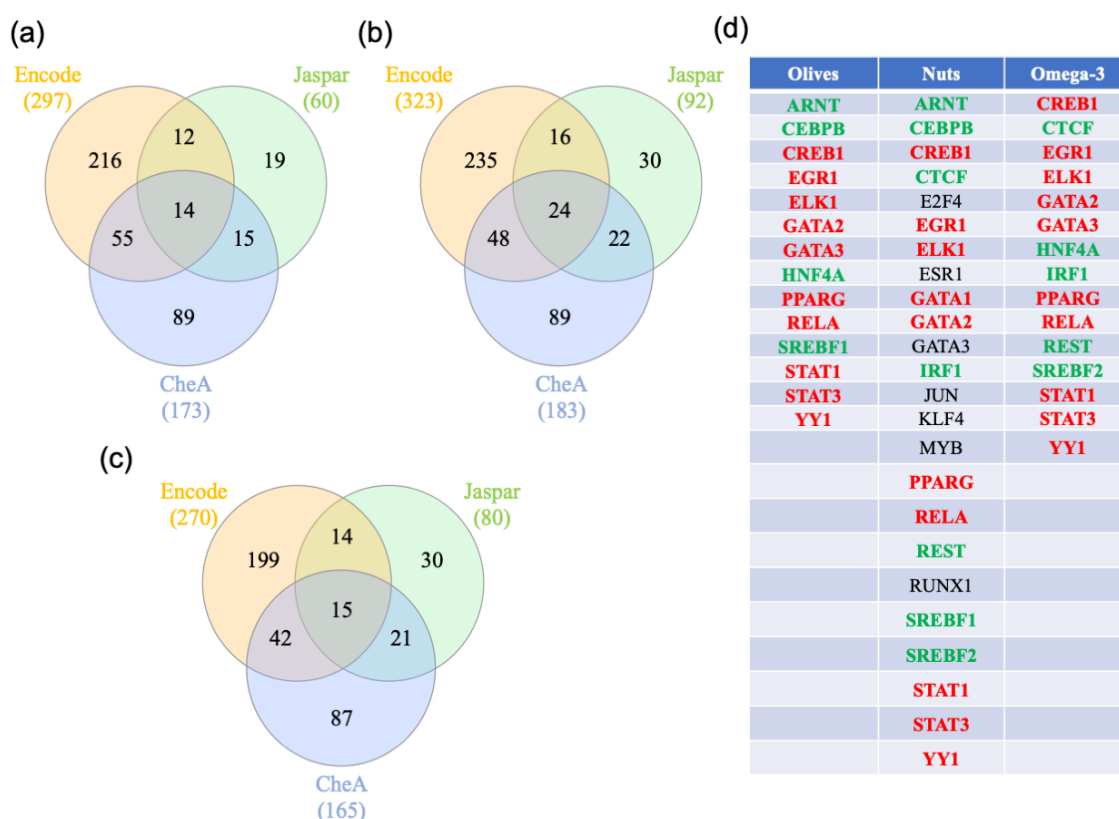 (a)
Encode
(297)
Jaspar
(60)
12
216
19
14
55
15
89
CheA
(173)
(b)
Encode
(323)
Jaspar
(92)
16
235
30
24
48
22
89
CheA
(183)
(c)
Encode
(270)
Jaspar
(80)
14
199
30
15
42
21
87
CheA
(165)
(d)
Olives Nuts Omega-3
ARNT ARNT CREB1
CEBPB CEBPB CTCF
CREB1 CREB1 EGR1
EGR1 CTCF ELK1
ELK1 E2F4 GATA2
GATA2 EGR1 GATA3
GATA3 ELK1 HNF4A
HNF4A ESR1 IRF1
PPARG GATA1 PPARG
RELA GATA2 RELA
SREBF1 GATA3 REST
STAT1 IRF1 SREBF2
STAT3 JUN STAT1
YY1 KLF4 STAT3
MYB YY1
PPARG
RELA
REST
RUNX1
SREBF1
SREBF2
STAT1
STAT3
YY1